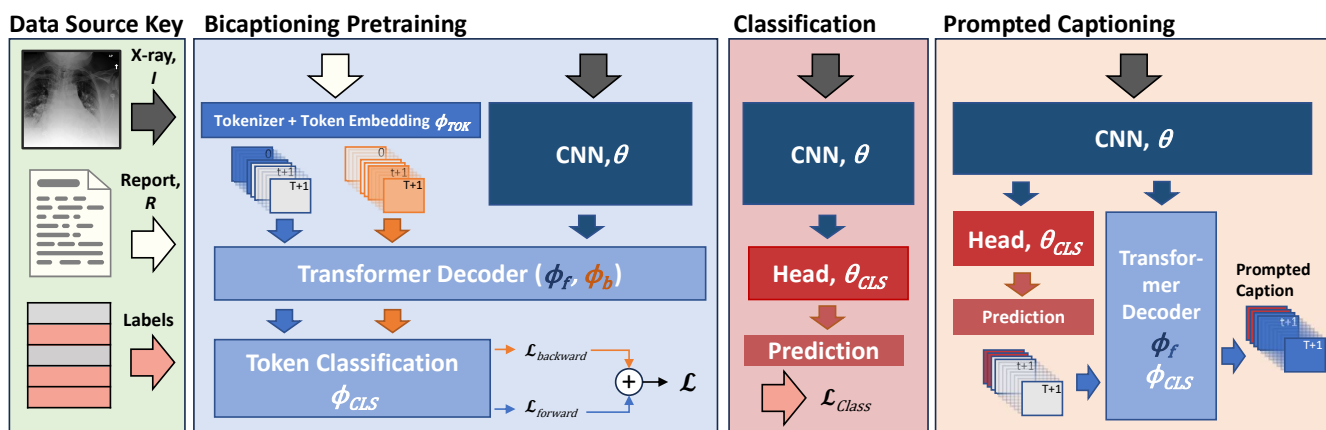 Data Source Key
X-ray,
I
Report,
R
Labels
Bicaptioning Pretraining
Tokenizer + Token Embedding ϕTOK
0
t+1
T+1
0
t+1
T+1
CNN,θ
Transformer Decoder (ϕf, ϕb)
Token Classification
ϕCLS
ℒbackward
ℒforward
+
ℒ
Classification
CNN, θ
Head, θCLS
Prediction
ℒClass
Prompted Captioning
CNN, θ
Head, θCLS
Prediction
t+1
T+1
Transfor-
mer
Decoder
ϕf
ϕCLS
Prompted
Caption
t+1
T+1